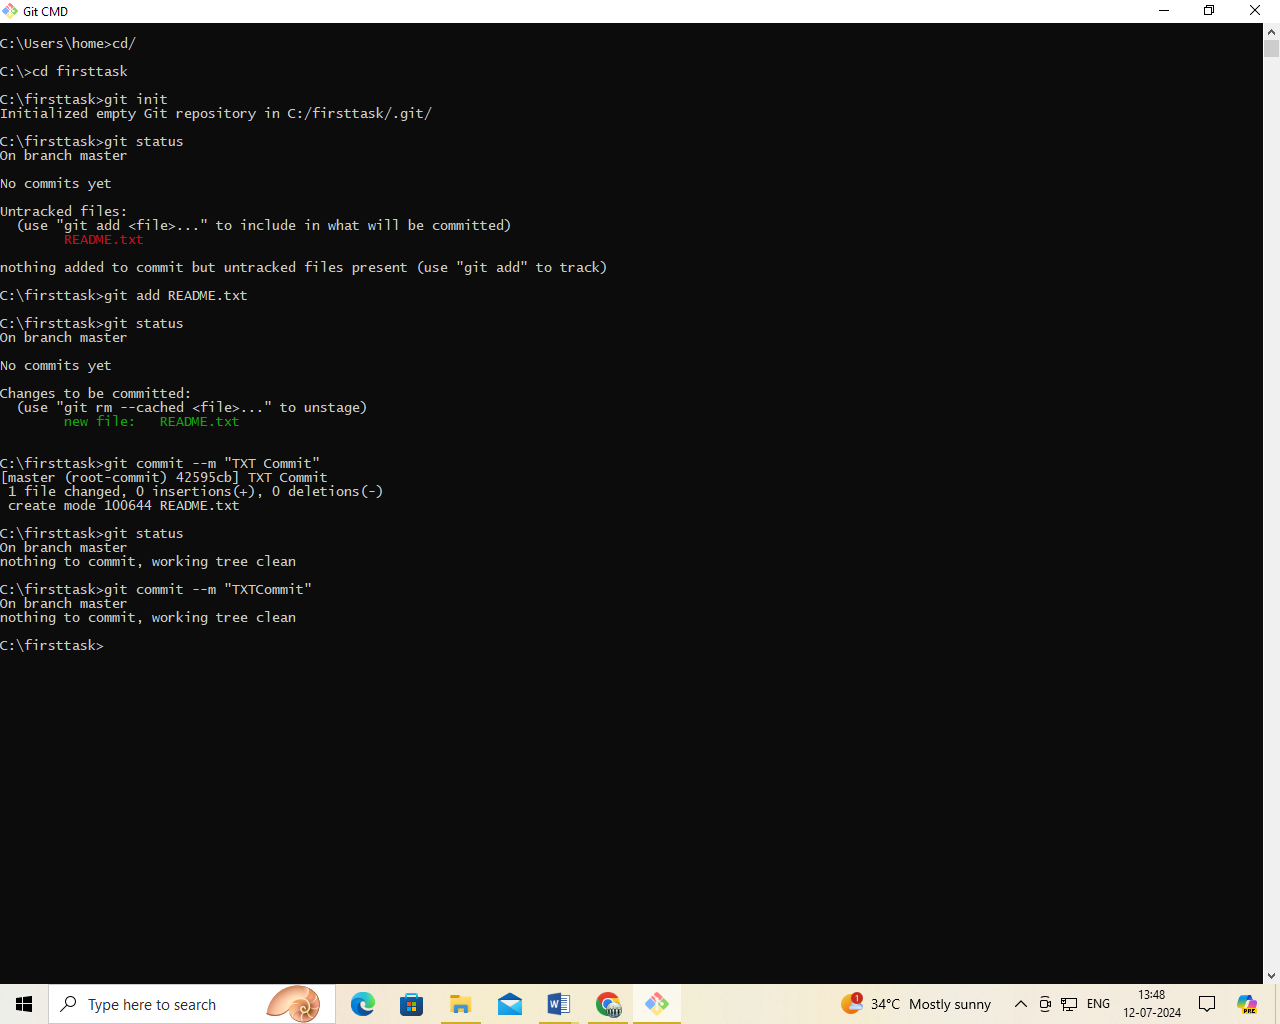 Git CMD
C:\Users\home>cd/
C:\>cd firsttask
C:\firsttask>git init
Initialized empty Git repository in C:/firsttask/.git/
C:\firsttask>git status
On branch master
No commits yet
Untracked files:
  (use "git add <file>..." to include in what will be committed)
        README.txt
nothing added to commit but untracked files present (use "git add" to track)
C:\firsttask>git add README.txt
C:\firsttask>git status
On branch master
No commits yet
Changes to be committed:
  (use "git rm --cached <file>..." to unstage)
        new file:   README.txt
C:\firsttask>git commit --m "TXT Commit"
[master (root-commit) 42595cb] TXT Commit
 1 file changed, 0 insertions(+), 0 deletions(-)
 create mode 100644 README.txt
C:\firsttask>git status
On branch master
nothing to commit, working tree clean
C:\firsttask>git commit --m "TXTCommit"
On branch master
nothing to commit, working tree clean
C:\firsttask>
Type here to search
1
34°C Mostly sunny
ENG
13:48
12-07-2024
PRE